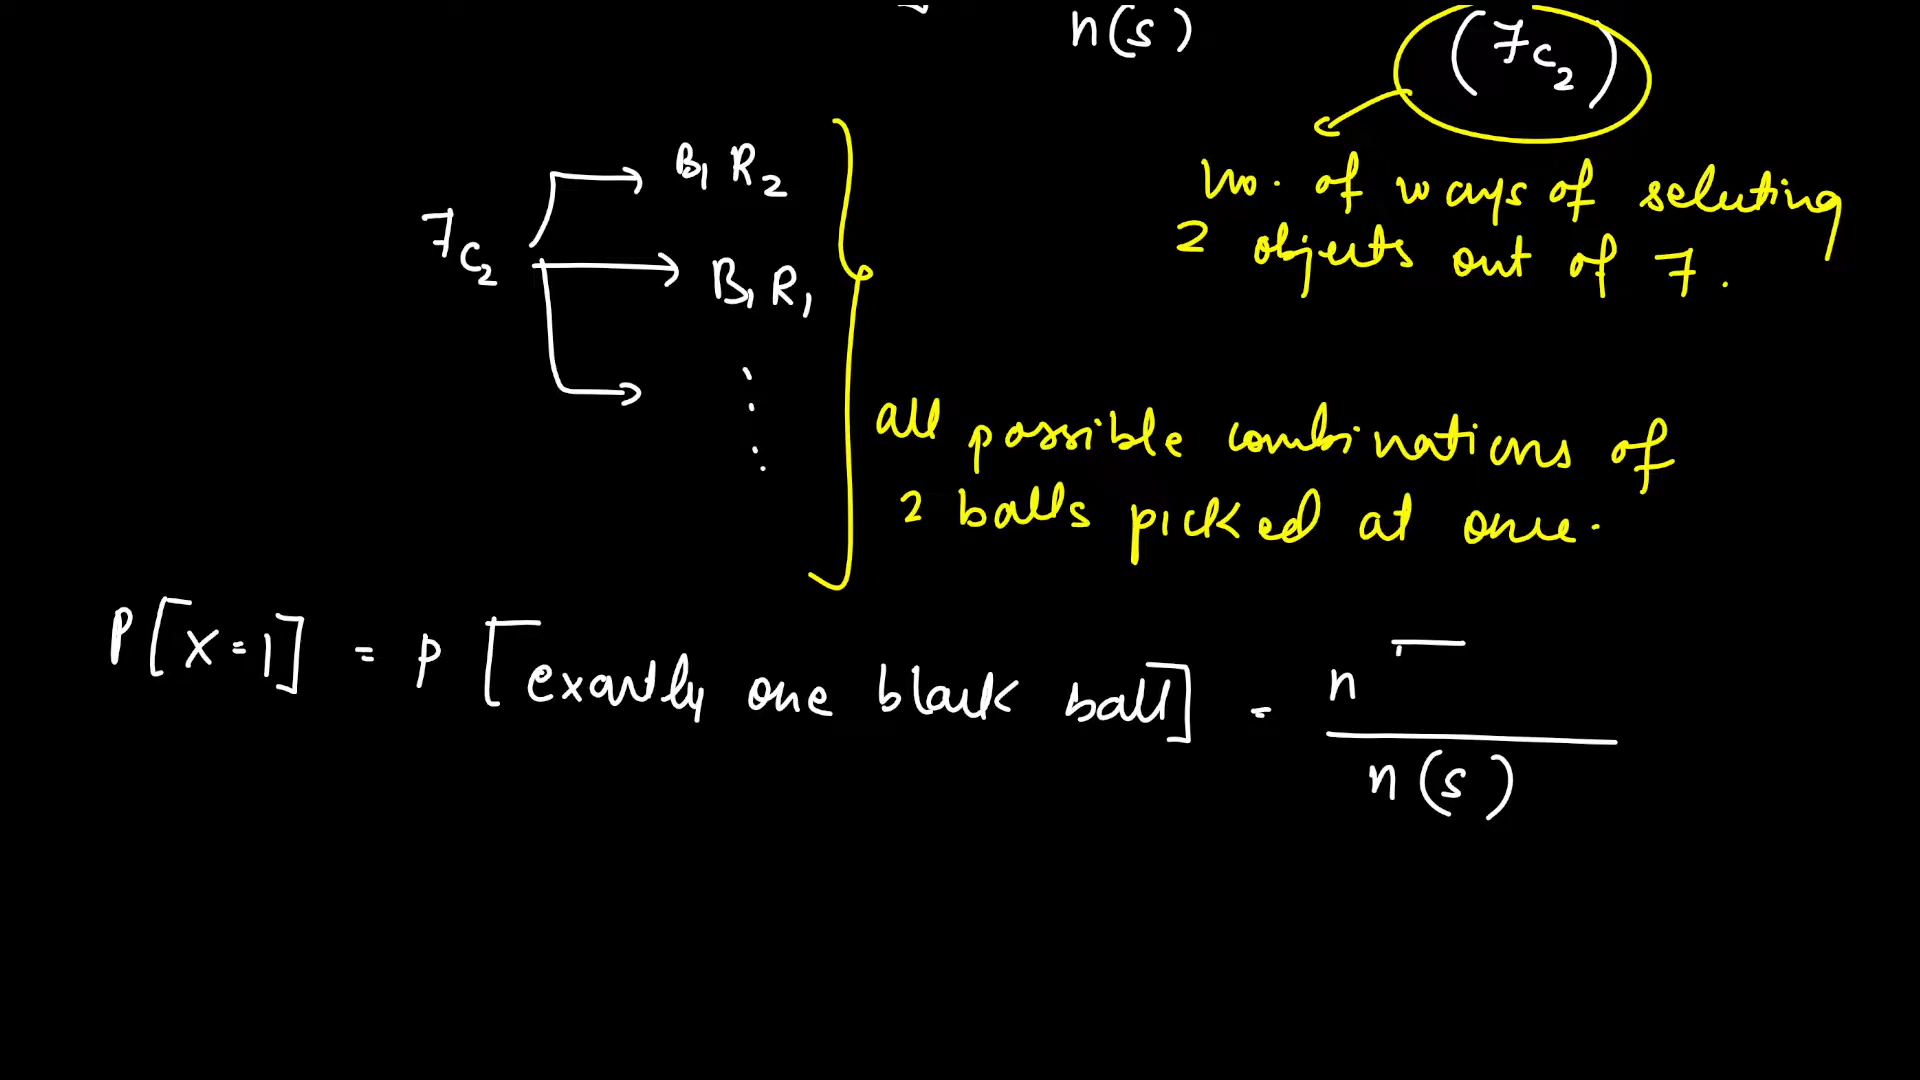 n(s) (7c₂)
B₁ R₂
7c₂
B₁ R₁
no. of ways of selecting
2 objects out of 7.
all possible combinations of
2 balls picked at once.
P[X=1] = P [exactly one black ball] = n
n(s)